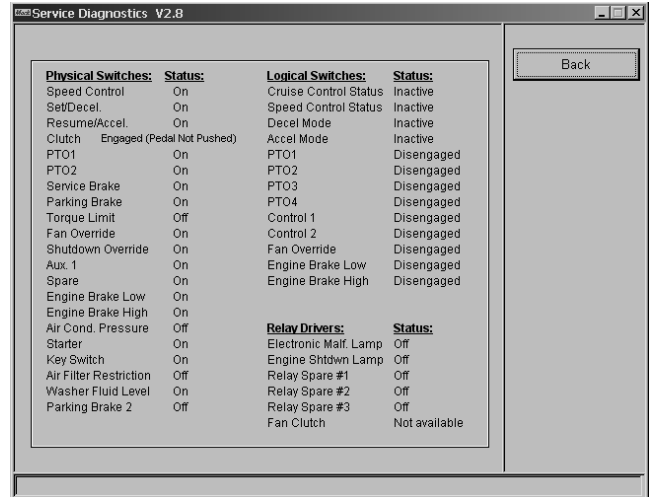 Service Diagnostics V2.8
Back
Physical Switches: Status:
Speed Control On
Set/Decel. On
Resume/Accel. On
Clutch Engaged (Pedal Not Pushed)
PTO1 On
PTO2 On
Service Brake On
Parking Brake On
Torque Limit Off
Fan Override On
Shutdown Override On
Aux. 1 On
Spare On
Engine Brake Low On
Engine Brake High On
Air Cond. Pressure Off
Starter On
Key Switch On
Air Filter Restriction Off
Washer Fluid Level On
Parking Brake 2 Off
Logical Switches: Status:
Cruise Control Status Inactive
Speed Control Status Inactive
Decel Mode Inactive
Accel Mode Inactive
PTO1 Disengaged
PTO2 Disengaged
PTO3 Disengaged
PTO4 Disengaged
Control 1 Disengaged
Control 2 Disengaged
Fan Override Disengaged
Engine Brake Low Disengaged
Engine Brake High Disengaged
Relay Drivers: Status:
Electronic Malf. Lamp Off
Engine Shtdwn Lamp Off
Relay Spare #1 Off
Relay Spare #2 Off
Relay Spare #3 Off
Fan Clutch Not available